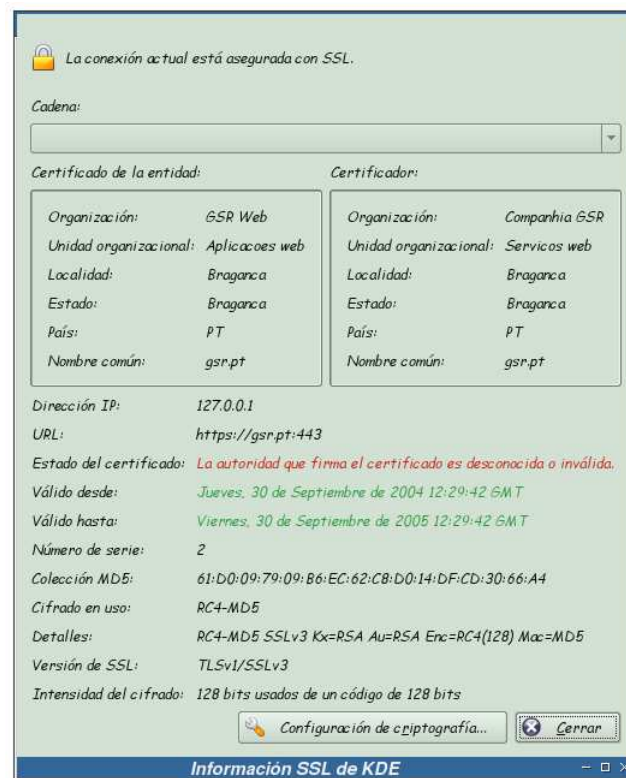 La conexión actual está asegurada con SSL.
Cadena:
Certificado de la entidad:
Organización: GSR Web
Unidad organizacional: Aplicacoes web
Localidad: Braganca
Estado: Braganca
País: PT
Nombre común: gsr.pt
Certificador:
Organización: Companhia GSR
Unidad organizacional: Servicos web
Localidad: Braganca
Estado: Braganca
País: PT
Nombre común: gsr.pt
Dirección IP: 127.0.0.1
URL: https://gsr.pt:443
Estado del certificado: La autoridad que firma el certificado es desconocida o inválida.
Válido desde: Jueves, 30 de Septiembre de 2004 12:29:42 GMT
Válido hasta: Viernes, 30 de Septiembre de 2005 12:29:42 GMT
Número de serie: 2
Colección MD5: 61:D0:09:79:09:B6:EC:62:C8:D0:14:DF:CD:30:66:A4
Cifrado en uso: RC4-MD5
Detalles: RC4-MD5 SSLv3 Kx=RSA Au=RSA Enc=RC4(128) Mac=MD5
Versión de SSL: TLSv1/SSLv3
Intensidad del cifrado: 128 bits usados de un código de 128 bits
Configuración de criptografía...
Cerrar
Información SSL de KDE